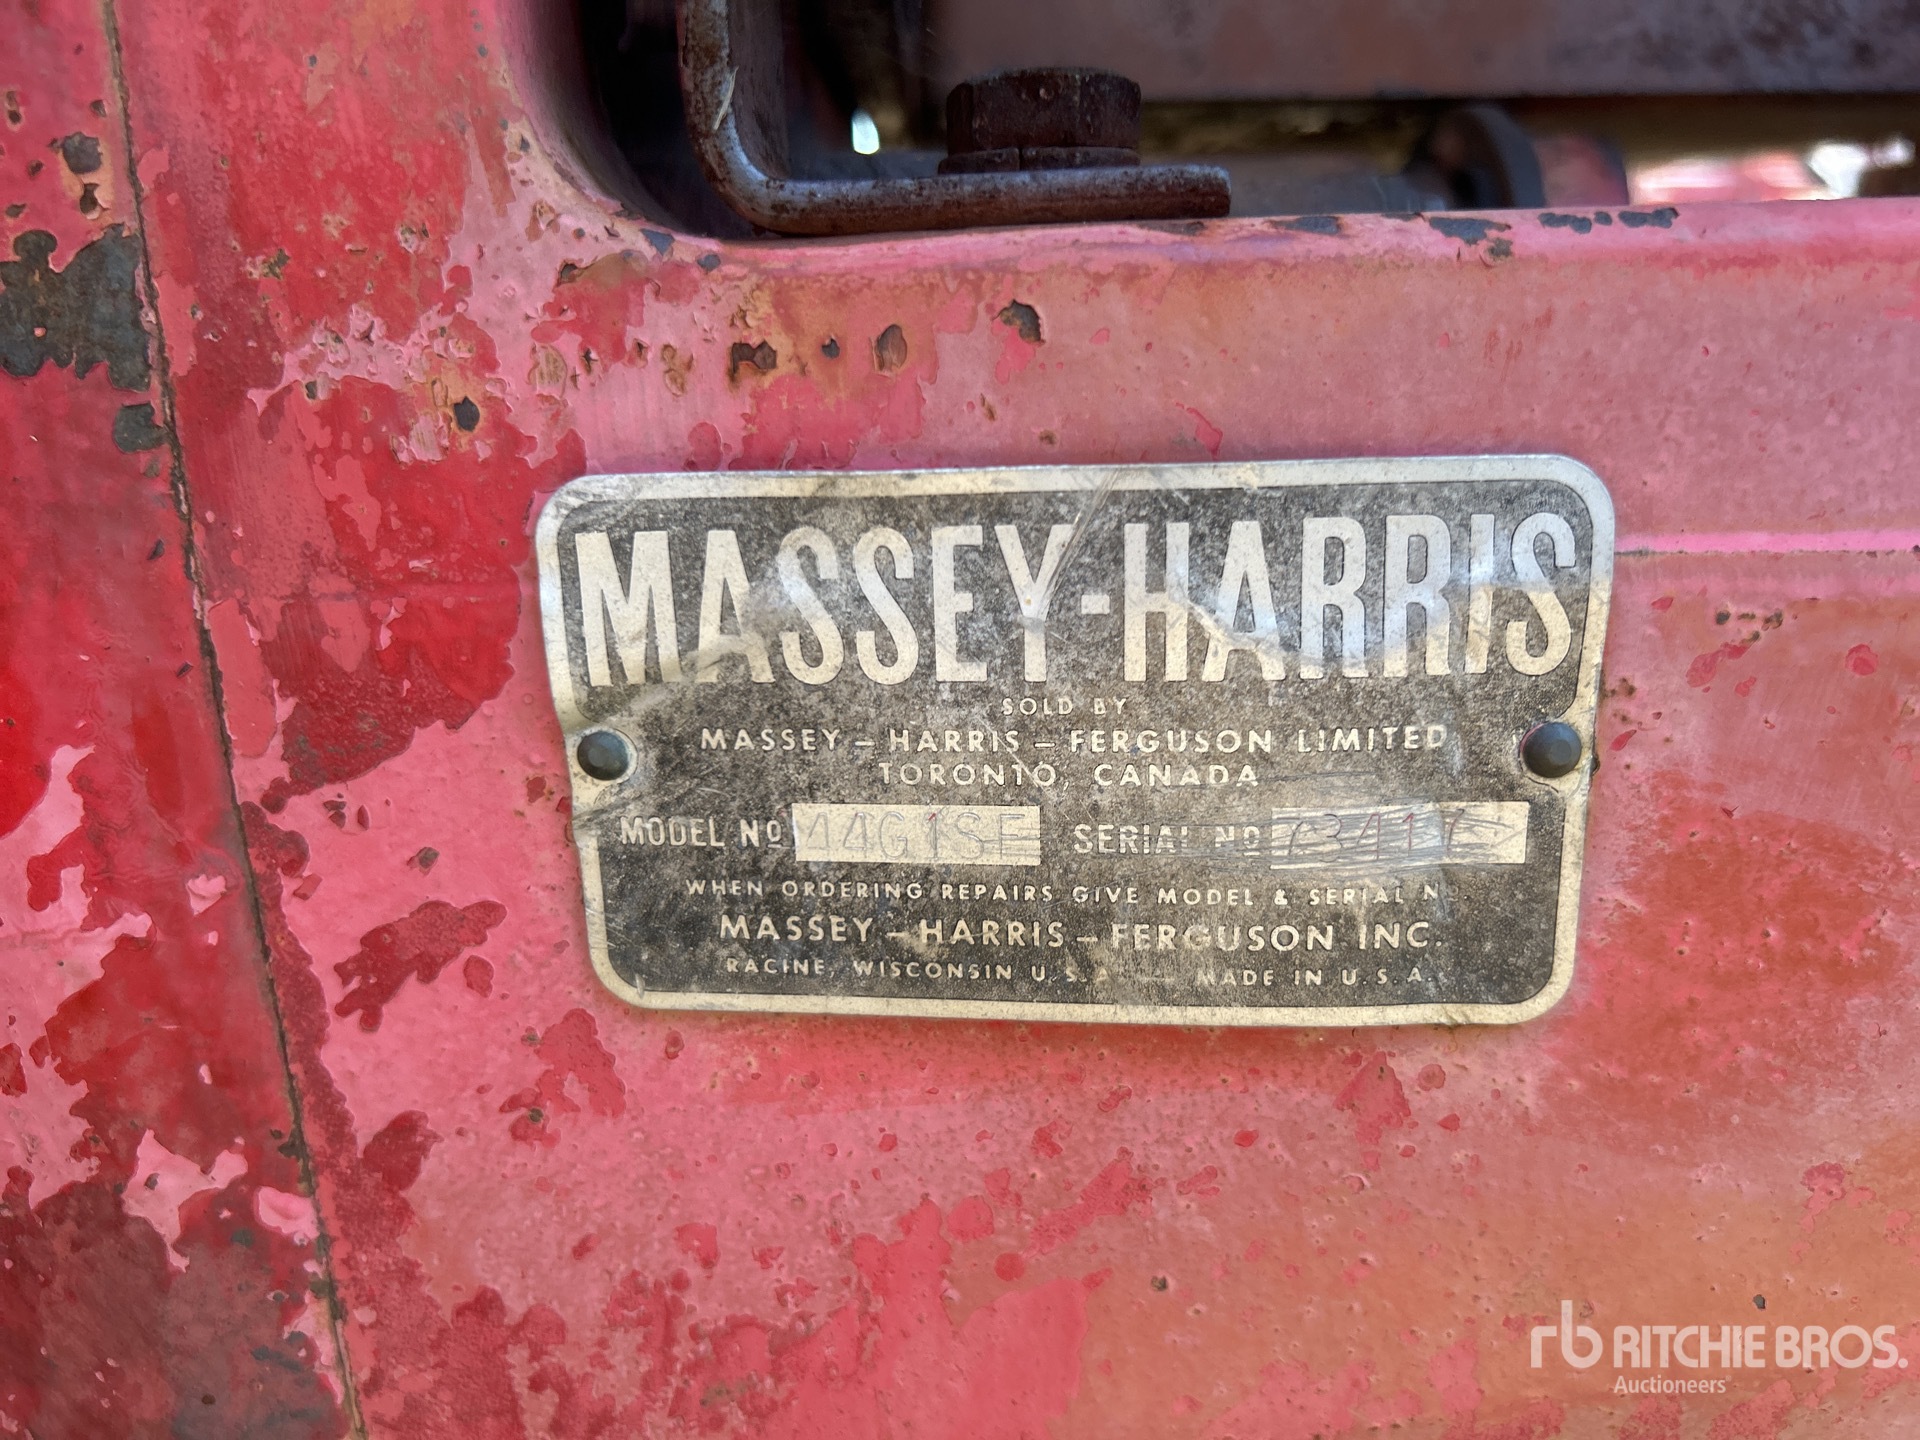 MASSEY-HARRIS
SOLD BY
MASSEY – HARRIS – FERGUSON LIMITED
TORONTO, CANADA
MODEL No 44G1SF SERIAL No 73417
WHEN ORDERING REPAIRS GIVE MODEL & SERIAL No.
MASSEY – HARRIS – FERGUSON INC.
RACINE, WISCONSIN U.S.A. — MADE IN U.S.A.
rb RITCHIE BROS.
Auctioneers